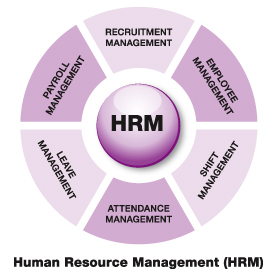 RECRUITMENT
MANAGEMENT
EMPLOYEE
MANAGEMENT
SHIFT
MANAGEMENT
ATTENDANCE
MANAGEMENT
LEAVE
MANAGEMENT
PAYROLL
MANAGEMENT
HRM
Human Resource Management (HRM)